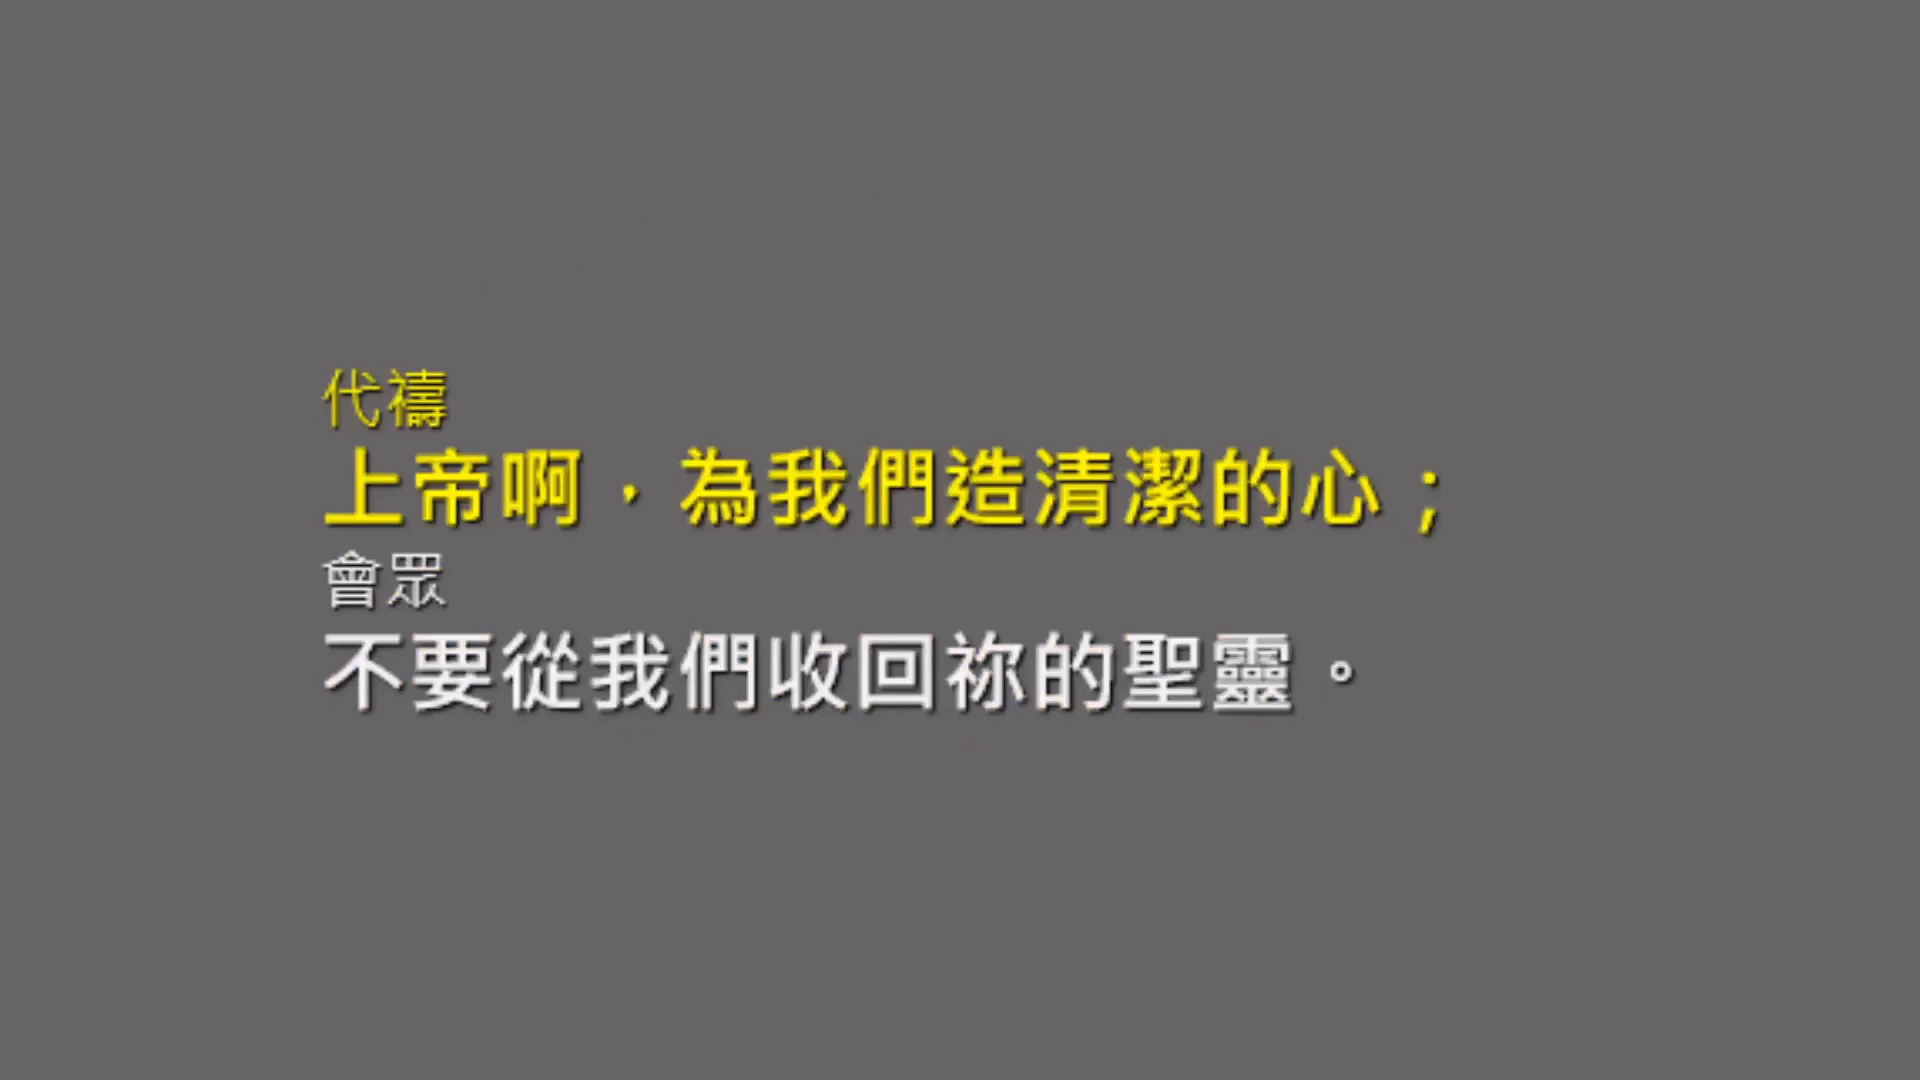 代禱
上帝啊，為我們造清潔的心；
會眾
不要從我們收回祢的聖靈。